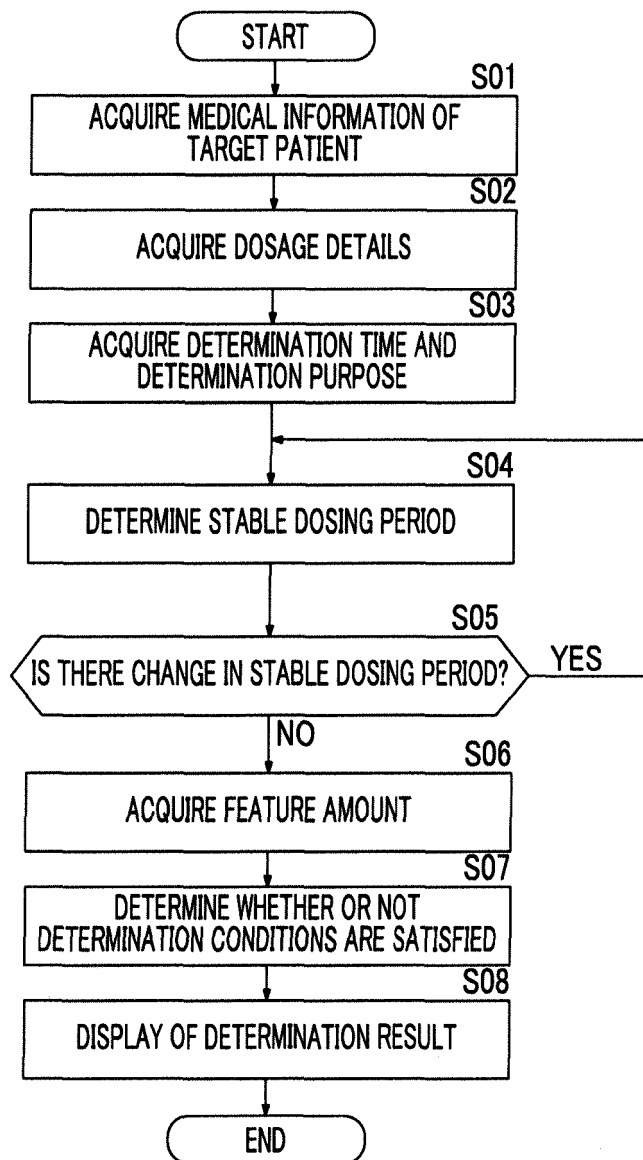 START
S01
ACQUIRE MEDICAL INFORMATION OF
TARGET PATIENT
S02
ACQUIRE DOSAGE DETAILS
S03
ACQUIRE DETERMINATION TIME AND
DETERMINATION PURPOSE
S04
DETERMINE STABLE DOSING PERIOD
S05
IS THERE CHANGE IN STABLE DOSING PERIOD?
YES
NO
S06
ACQUIRE FEATURE AMOUNT
S07
DETERMINE WHETHER OR NOT
DETERMINATION CONDITIONS ARE SATISFIED
S08
DISPLAY OF DETERMINATION RESULT
END